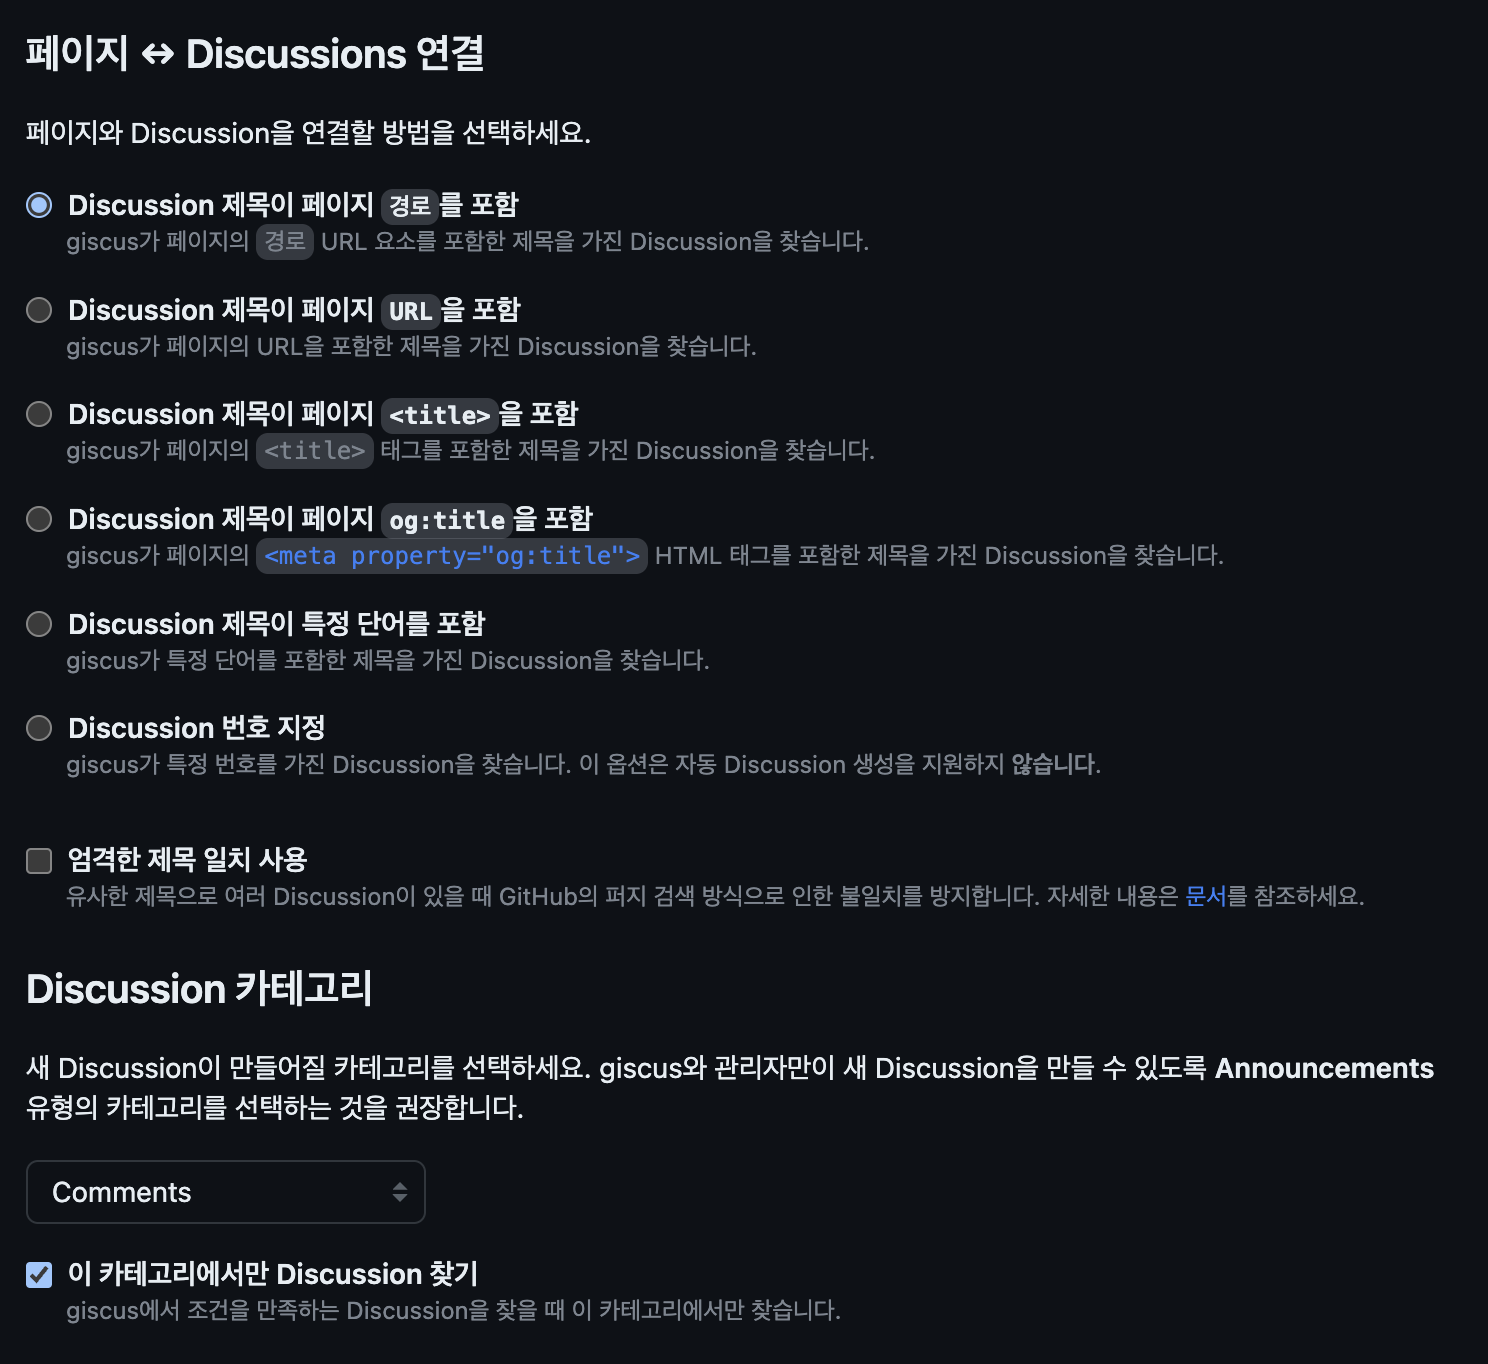 페이지 ↔ Discussions 연결
페이지와 Discussion을 연결할 방법을 선택하세요.
Discussion 제목이 페이지 경로를 포함
giscus가 페이지의 경로 URL 요소를 포함한 제목을 가진 Discussion을 찾습니다.
Discussion 제목이 페이지 URL을 포함
giscus가 페이지의 URL을 포함한 제목을 가진 Discussion을 찾습니다.
Discussion 제목이 페이지 <title>을 포함
giscus가 페이지의 <title> 태그를 포함한 제목을 가진 Discussion을 찾습니다.
Discussion 제목이 페이지 og:title을 포함
giscus가 페이지의 <meta property="og:title"> HTML 태그를 포함한 제목을 가진 Discussion을 찾습니다.
Discussion 제목이 특정 단어를 포함
giscus가 특정 단어를 포함한 제목을 가진 Discussion을 찾습니다.
Discussion 번호 지정
giscus가 특정 번호를 가진 Discussion을 찾습니다. 이 옵션은 자동 Discussion 생성을 지원하지 않습니다.
엄격한 제목 일치 사용
유사한 제목으로 여러 Discussion이 있을 때 GitHub의 퍼지 검색 방식으로 인한 불일치를 방지합니다. 자세한 내용은 문서를 참조하세요.
Discussion 카테고리
새 Discussion이 만들어질 카테고리를 선택하세요. giscus와 관리자만이 새 Discussion을 만들 수 있도록 Announcements
유형의 카테고리를 선택하는 것을 권장합니다.
Comments
이 카테고리에서만 Discussion 찾기
giscus에서 조건을 만족하는 Discussion을 찾을 때 이 카테고리에서만 찾습니다.